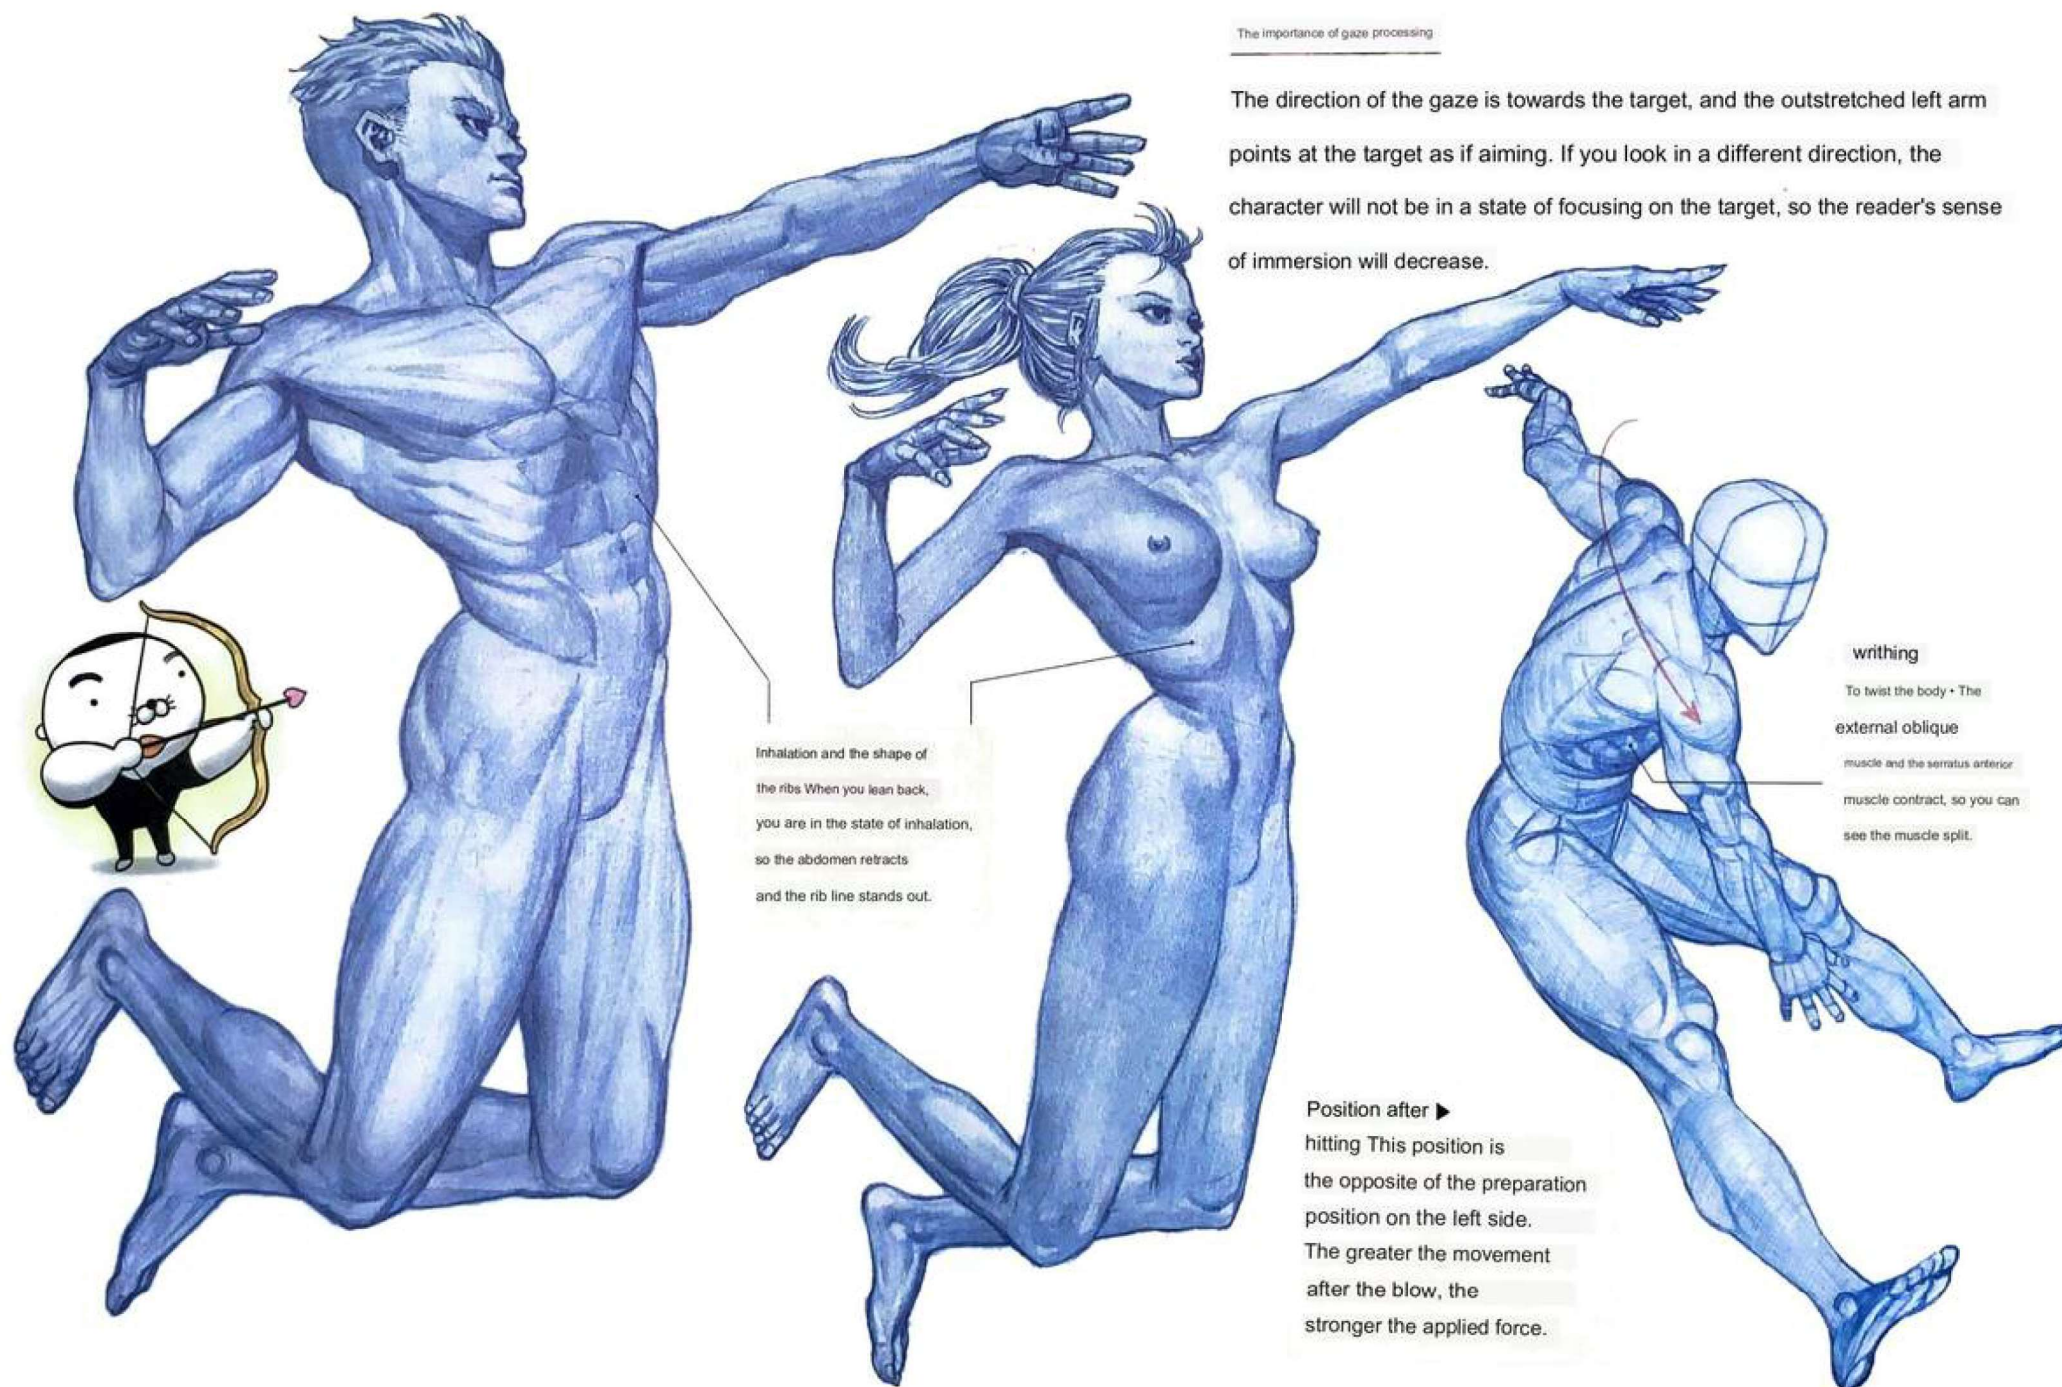 The importance of gaze processing
The direction of the gaze is towards the target, and the outstretched left arm
points at the target as if aiming. If you look in a different direction, the
character will not be in a state of focusing on the target, so the reader's sense
of immersion will decrease.
writhing
To twist the body • The
external oblique
muscle and the serratus anterior
muscle contract, so you can
see the muscle split.
Inhalation and the shape of
the ribs When you lean back,
you are in the state of inhalation,
so the abdomen retracts
and the rib line stands out.
Position after ▶
hitting This position is
the opposite of the preparation
position on the left side.
The greater the movement
after the blow, the
stronger the applied force.